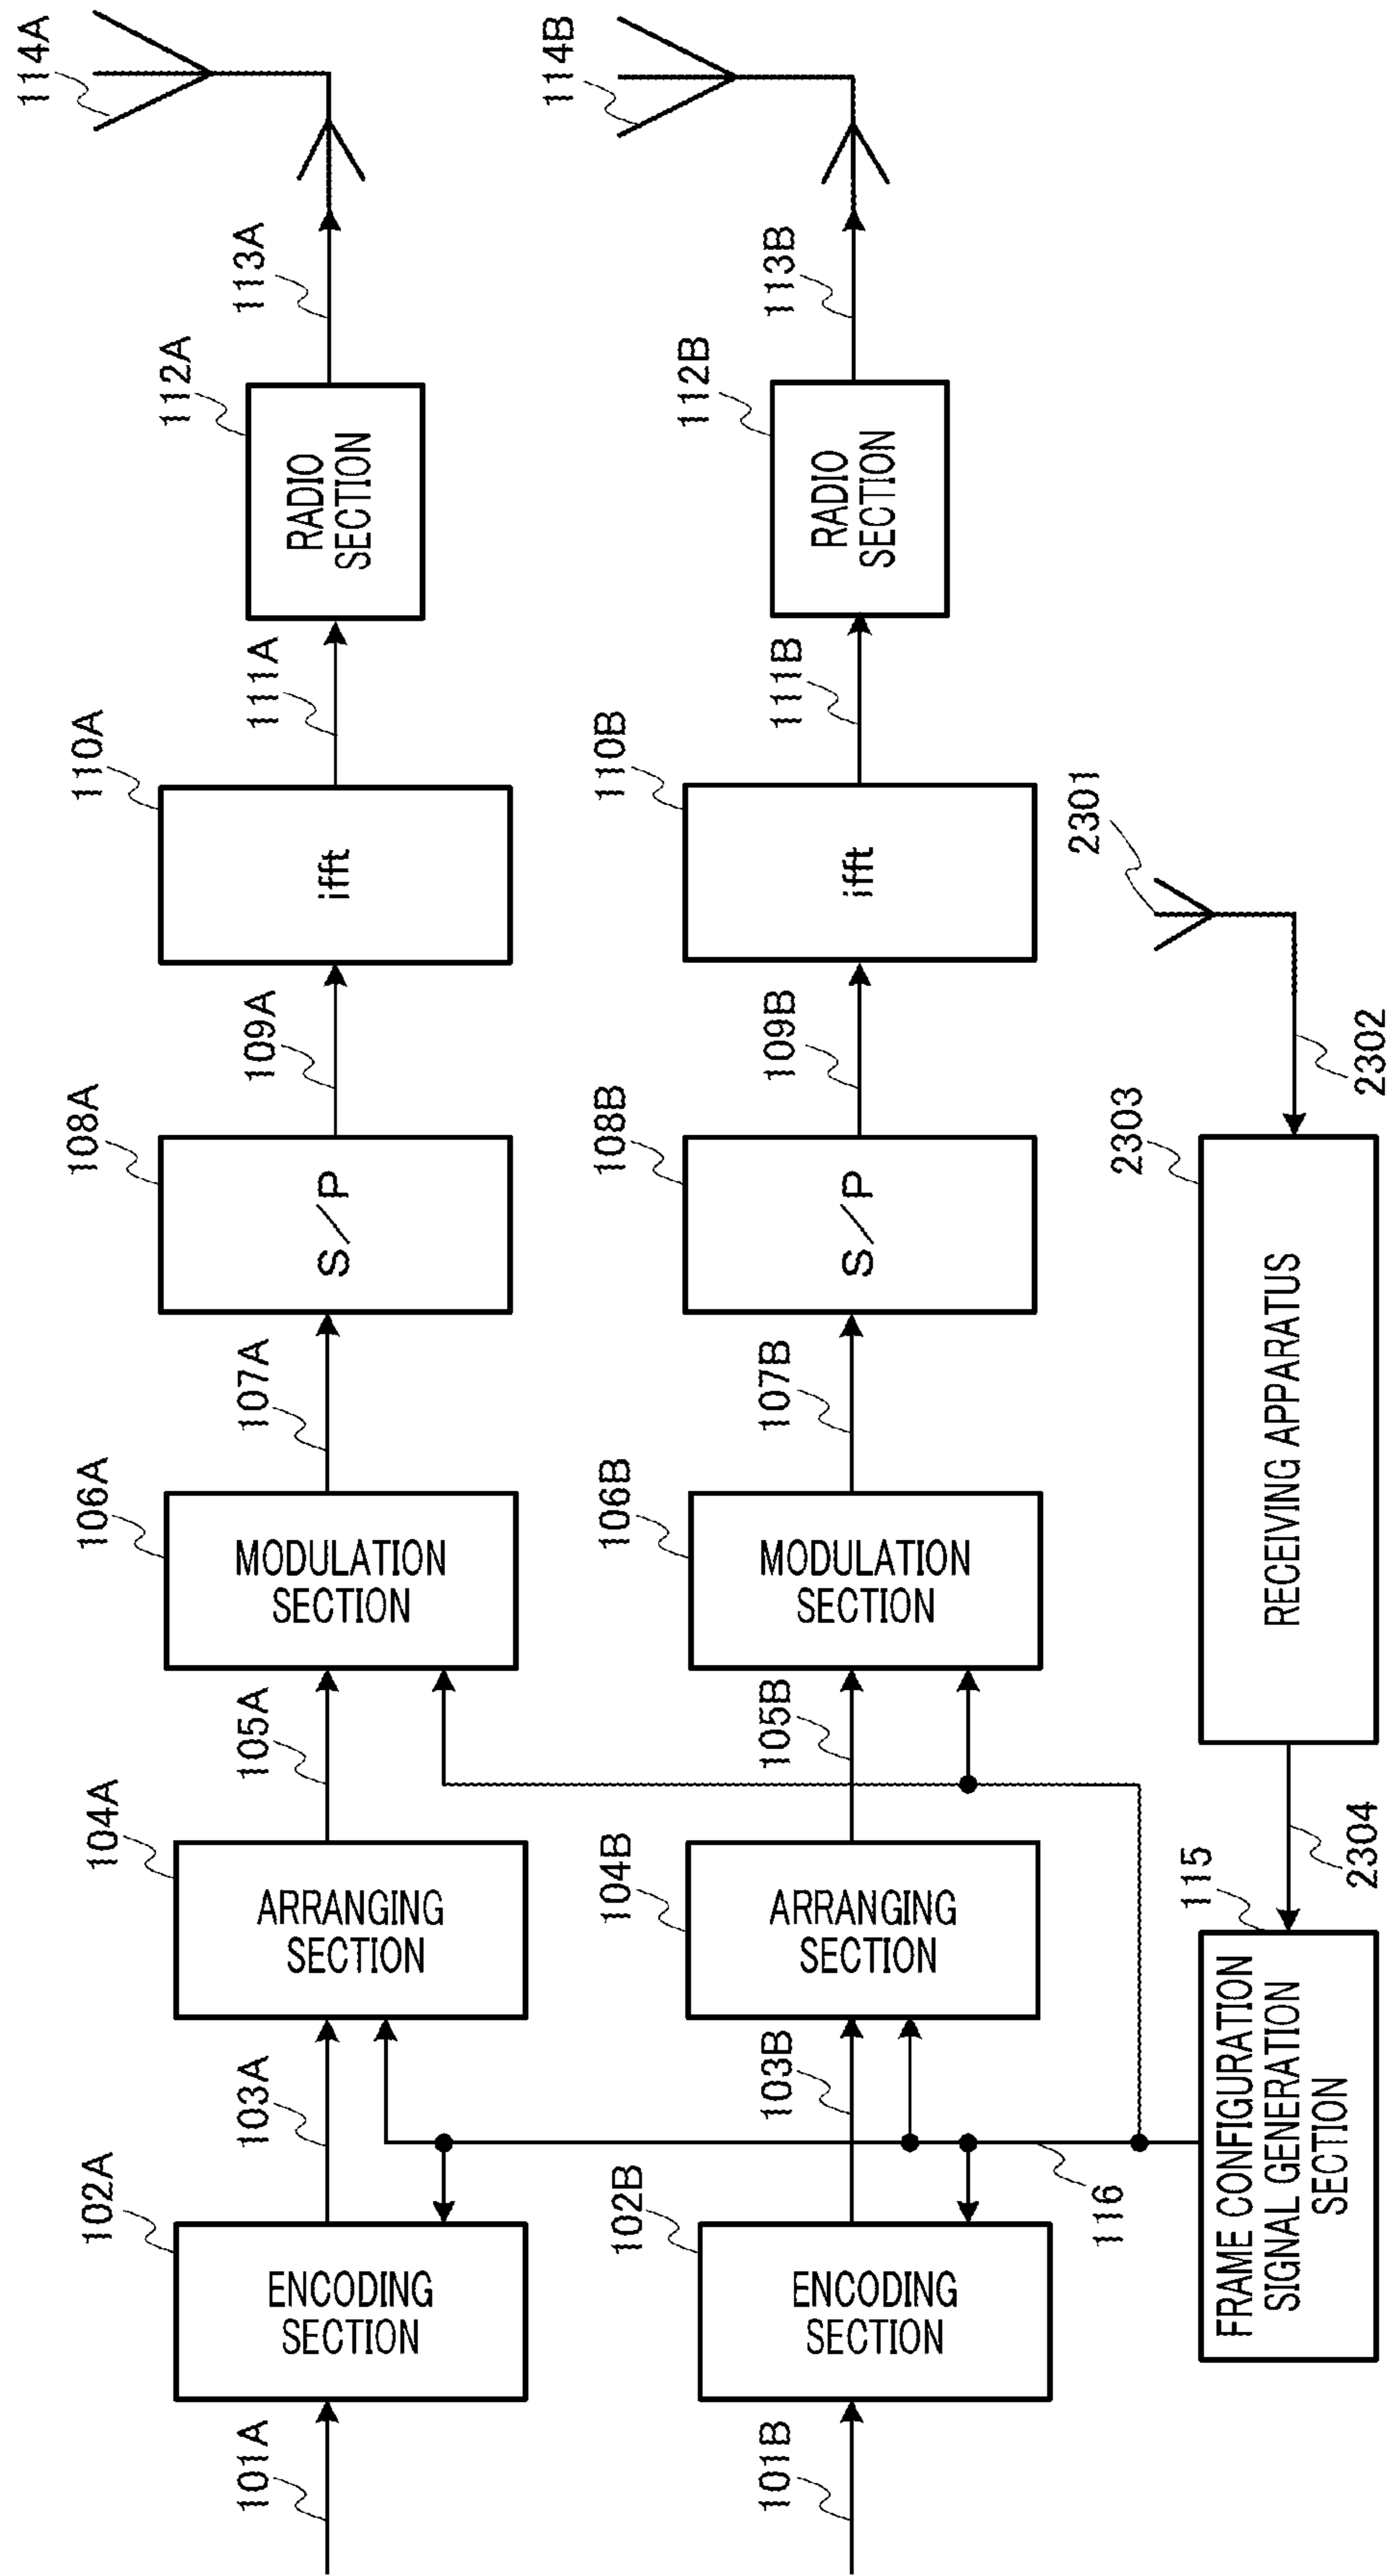 101A
102A
ENCODING
SECTION
103A
104A
ARRANGING
SECTION
105A
106A
MODULATION
SECTION
107A
108A
S/P
109A
110A
ifft
111A
112A
RADIO
SECTION
113A
114A
101B
102B
ENCODING
SECTION
103B
104B
ARRANGING
SECTION
105B
106B
MODULATION
SECTION
107B
108B
S/P
109B
110B
ifft
111B
112B
RADIO
SECTION
113B
114B
116
115
FRAME CONFIGURATION
SIGNAL GENERATION
SECTION
2304
2303
RECEIVING APPARATUS
2302
2301